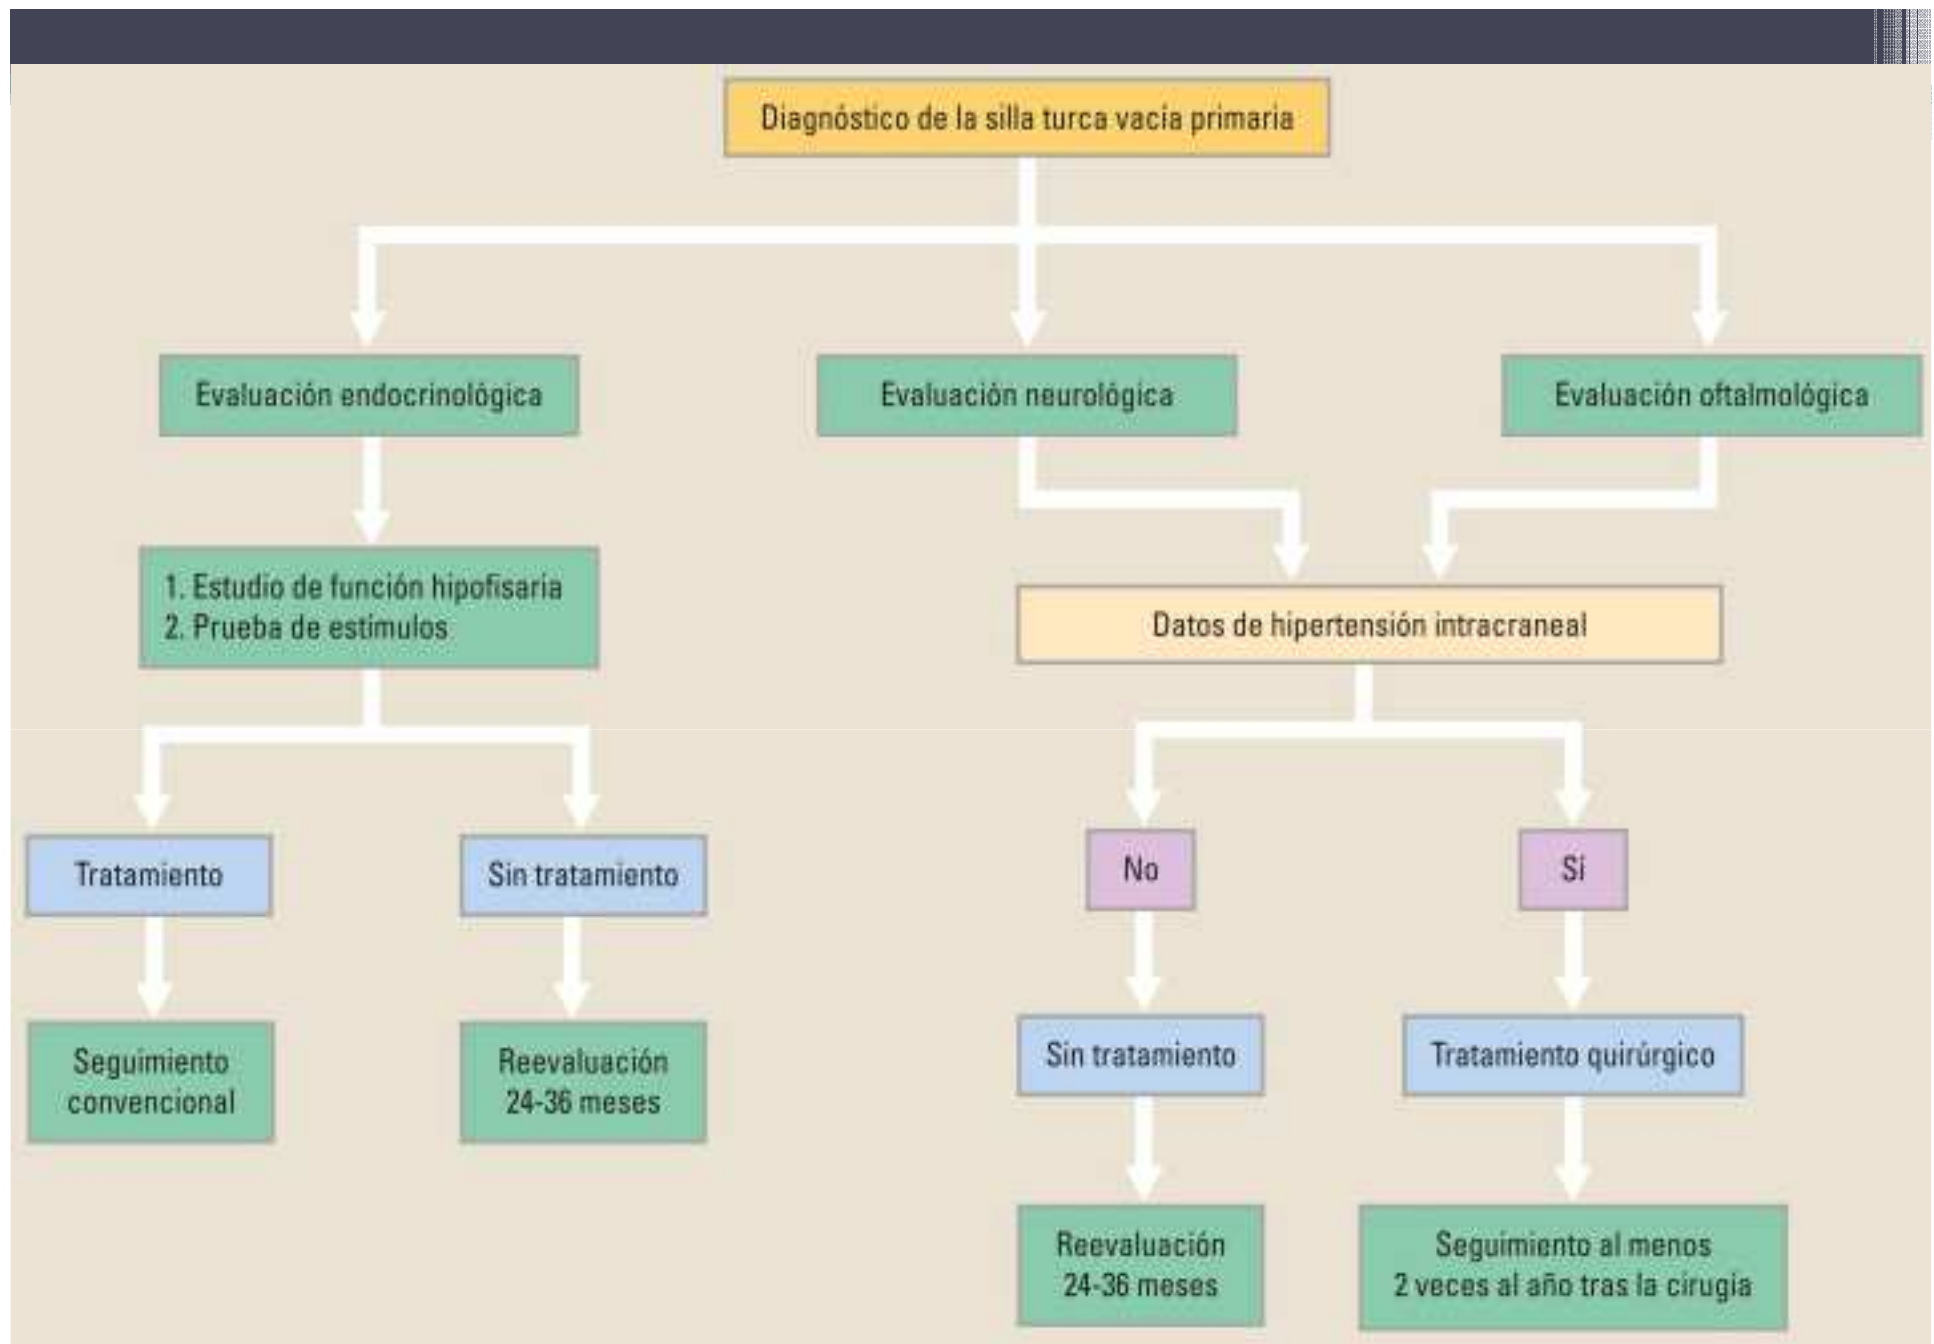 Diagnóstico de la silla turca vacía primaria
Evaluación endocrinológica
Evaluación neurológica
Evaluación oftalmológica
1. Estudio de función hipofisaria
2. Prueba de estímulos
Datos de hipertensión intracraneal
Tratamiento
Sin tratamiento
No
Sí
Seguimiento
convencional
Reevaluación
24-36 meses
Sin tratamiento
Tratamiento quirúrgico
Reevaluación
24-36 meses
Seguimiento al menos
2 veces al año tras la cirugía